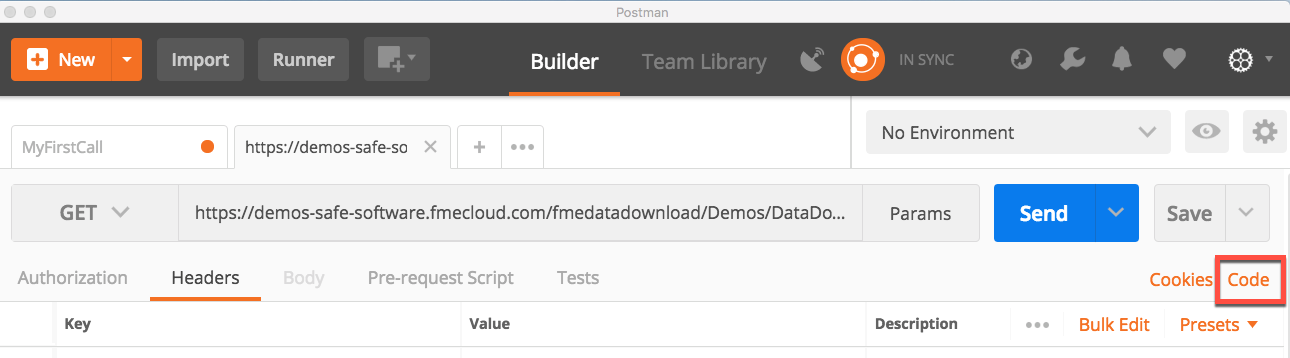 Postman
New Import Runner Builder Team Library IN SYNC
MyFirstCall https://demos-safe-so No Environment
GET https://demos-safe-software.fmecloud.com/fmedatadownload/Demos/DataDo... Params Send Save
Authorization Headers Body Pre-request Script Tests Cookies Code
Key Value Description Bulk Edit Presets